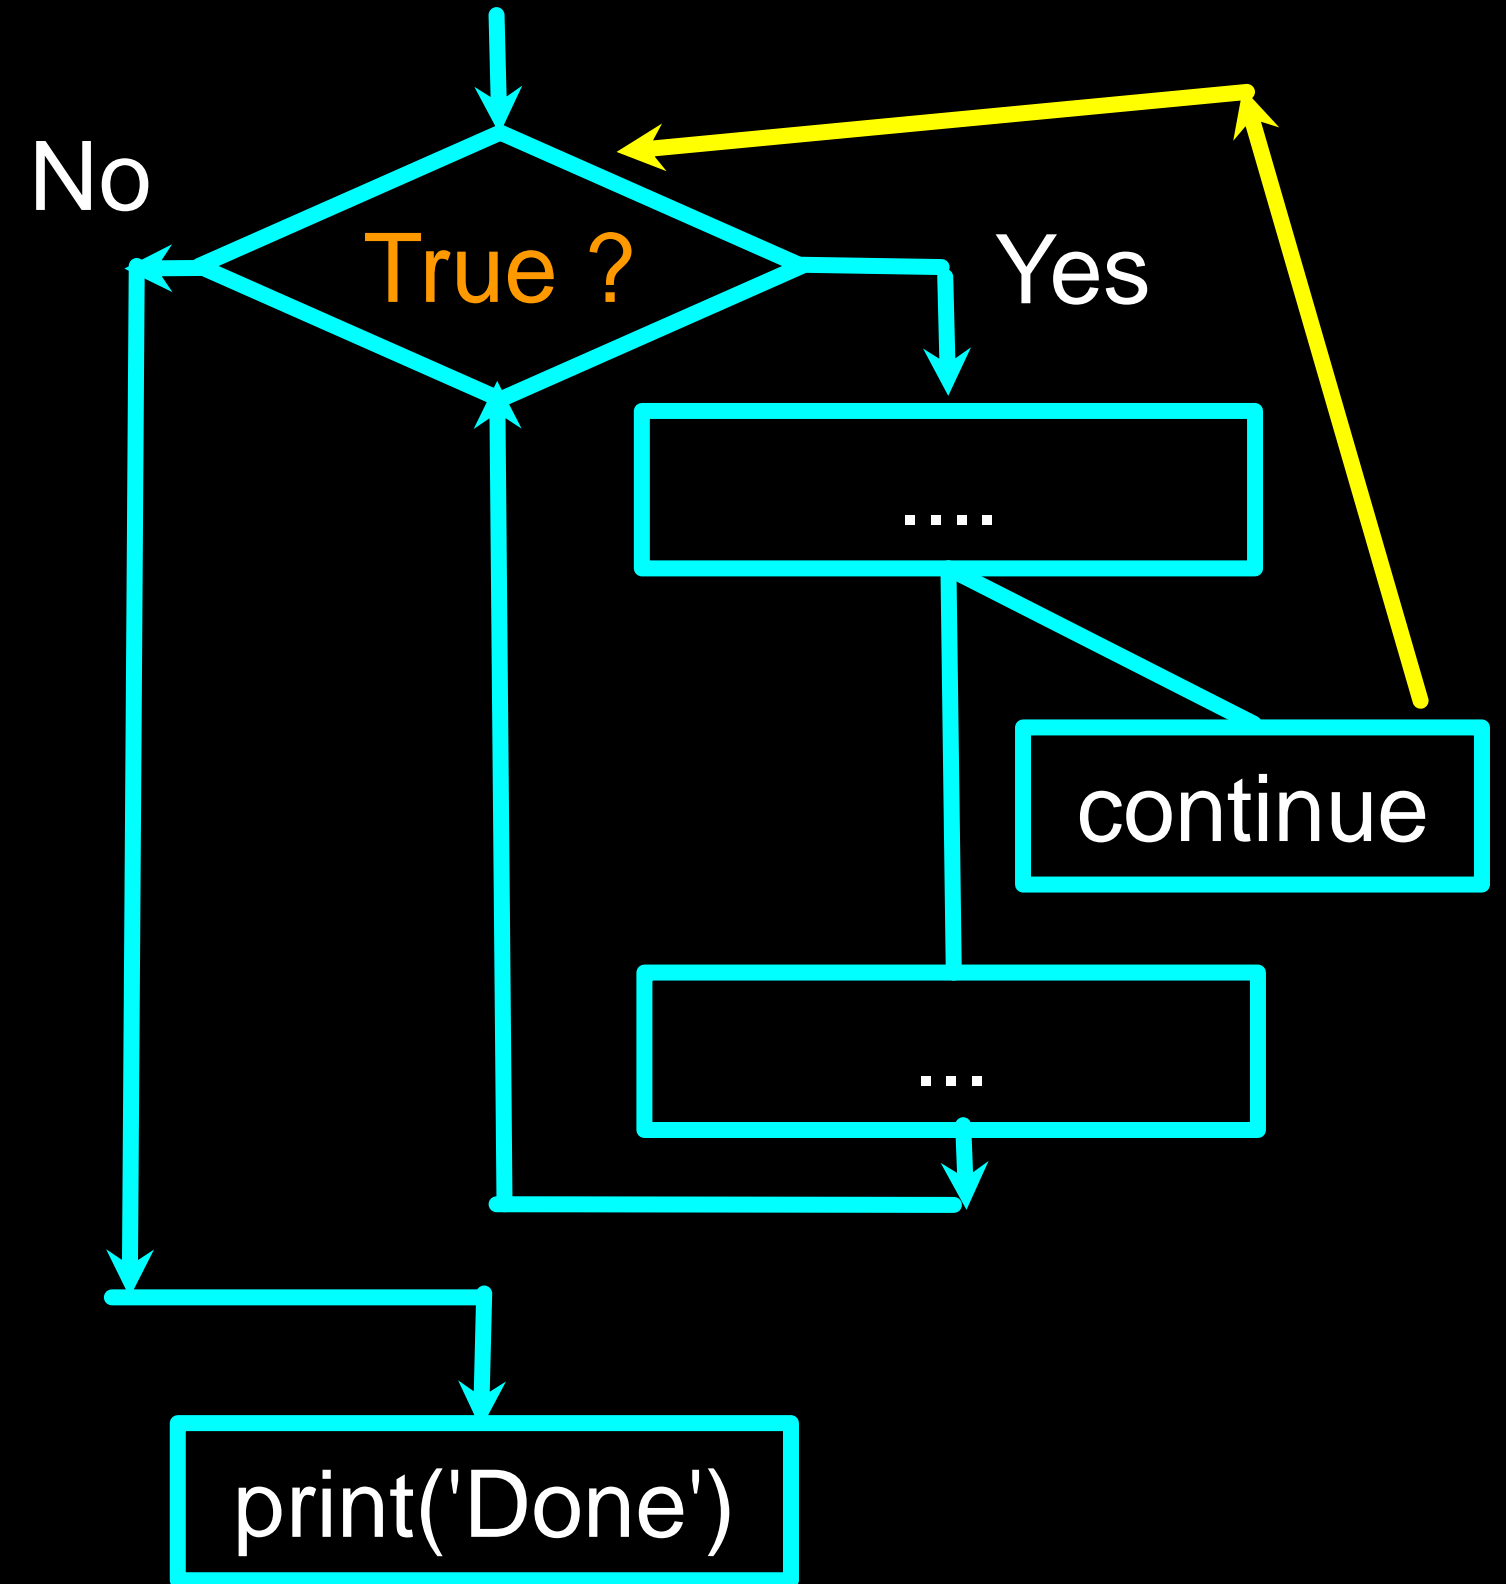 No
True ?
Yes
....
continue
...
print('Done')